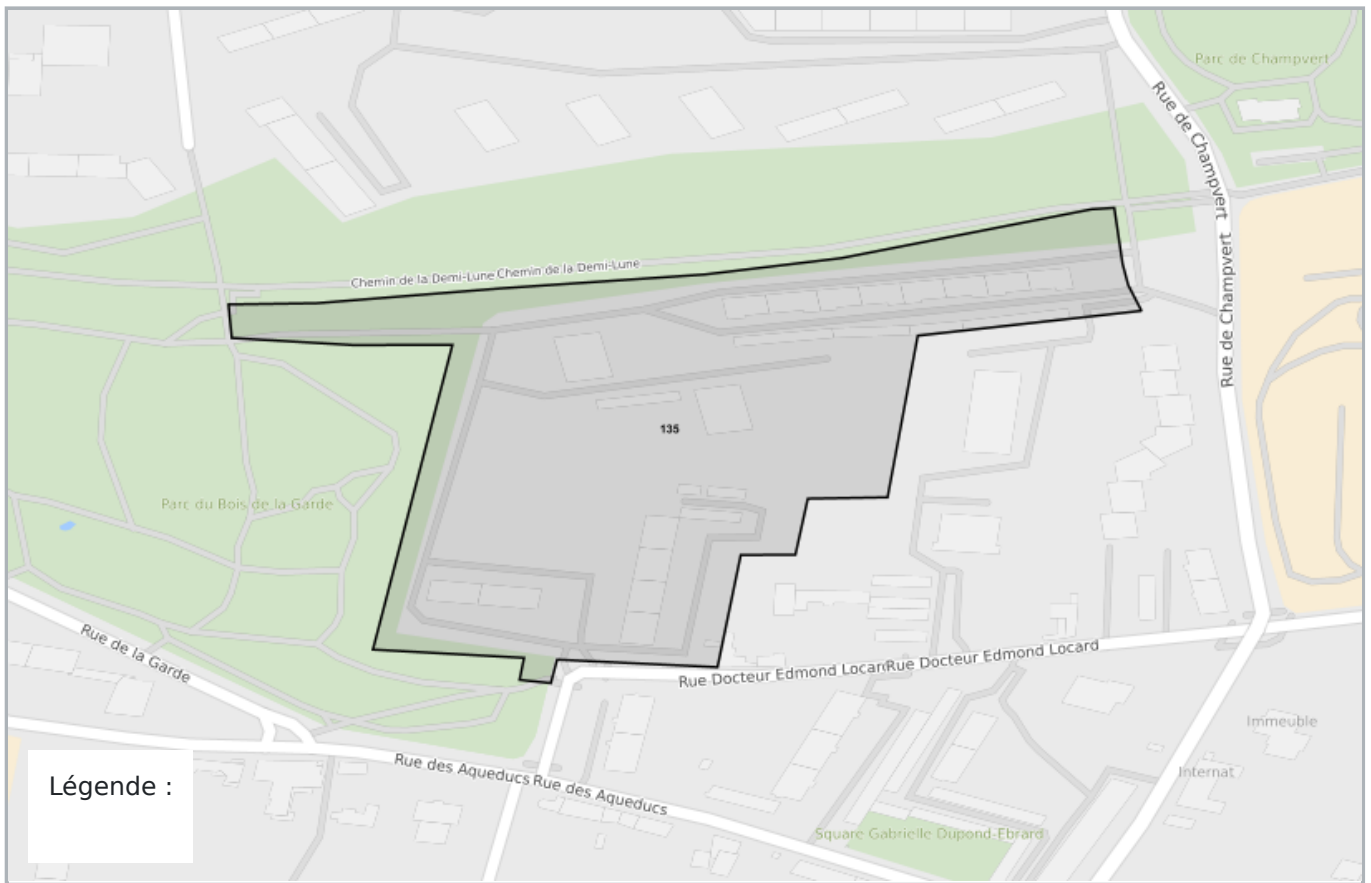 Parc de Champvert
Rue de Champvert
Rue de Champvert
Chemin de la Demi-Lune
Chemin de la Demi-Lune
135
Parc du Bois de la Garde
Rue de la Garde
Rue Docteur Edmond Locard
Rue Docteur Edmond Locard
Immeuble
Rue des Aqueducs
Rue des Aqueducs
Internat
Légende :
Square Gabrielle Dupond-Ebrard